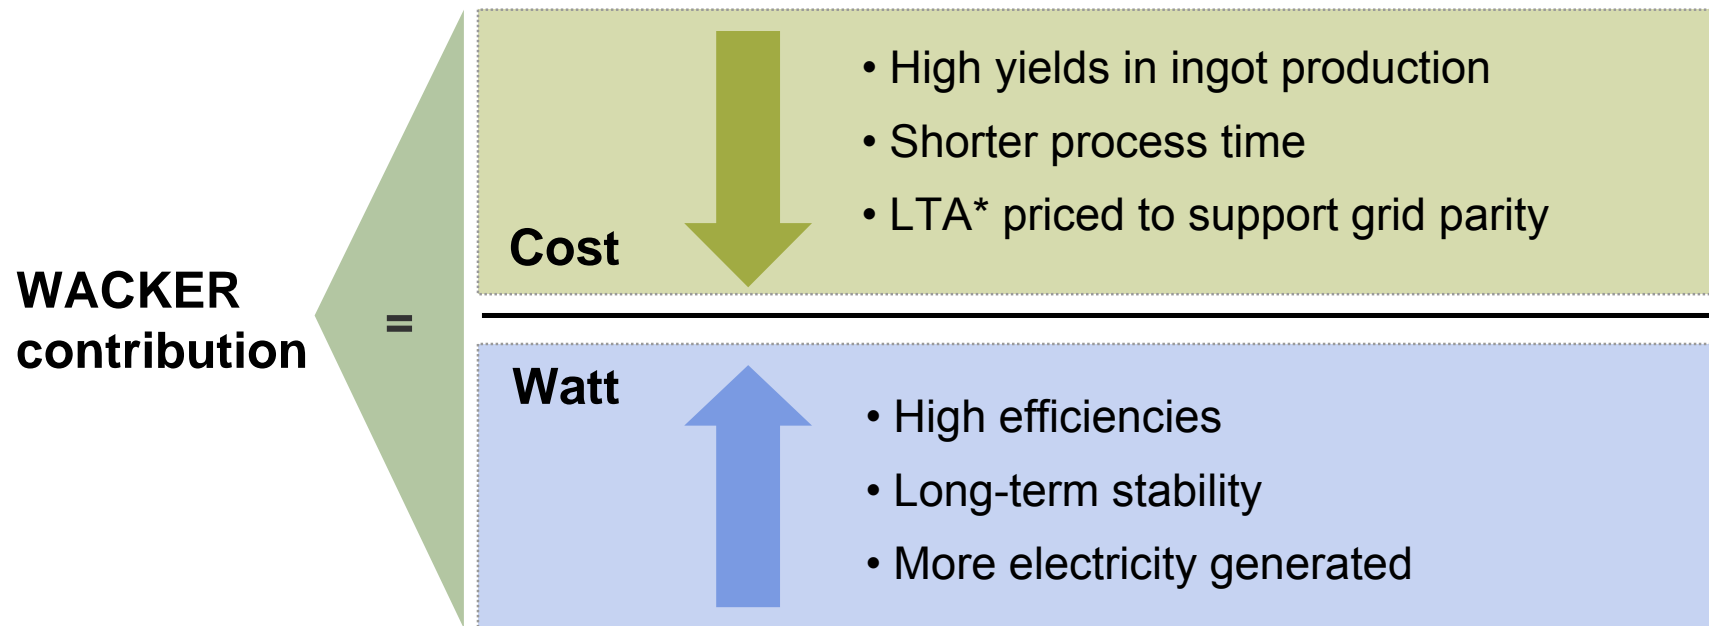 WACKER
contribution
=
Cost
• High yields in ingot production
• Shorter process time
• LTA* priced to support grid parity
Watt
• High efficiencies
• Long-term stability
• More electricity generated